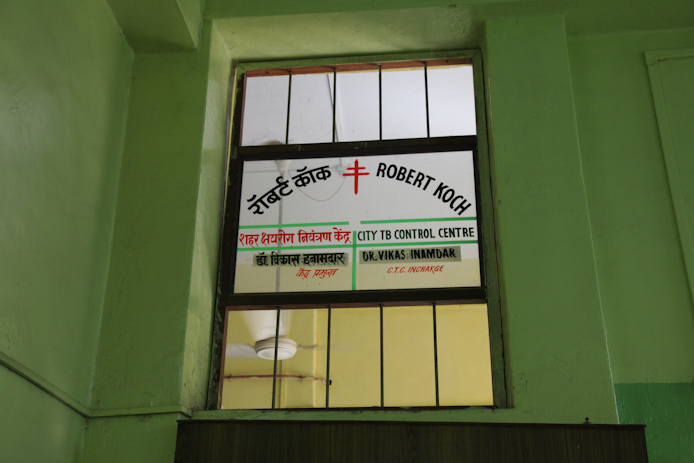 रॉबर्ट कॉक ROBERT KOCH
शहर क्षयरोग नियंत्रण केंद्र CITY TB CONTROL CENTRE
डॉ. विकास इनामदार DR. VIKAS INAMDAR
केंद्र प्रमुख C.T.C. INCHARGE